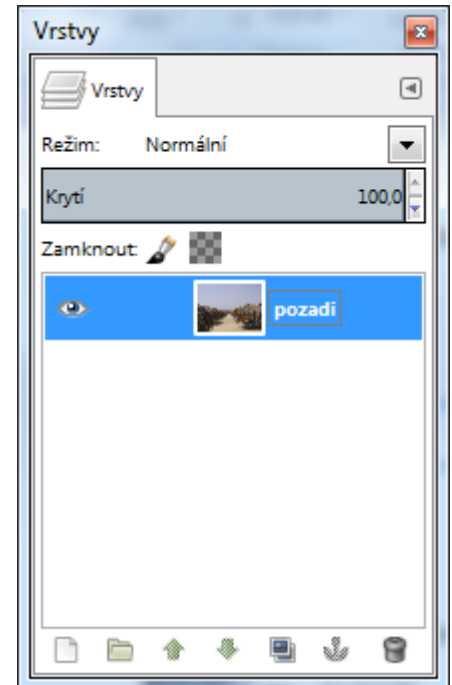 Vrstvy
Vrstvy
Režim: Normální
Krytí 100,0
Zamknout:
pozadi